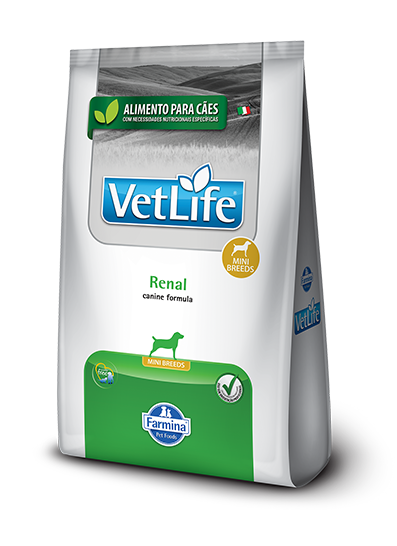 ALIMENTO PARA CÃES
COM NECESSIDADES NUTRICIONAIS ESPECÍFICAS
VetLife®
MINI
BREEDS
Renal
canine formula
MINI BREEDS
Farmina
Pet Foods
VetLife